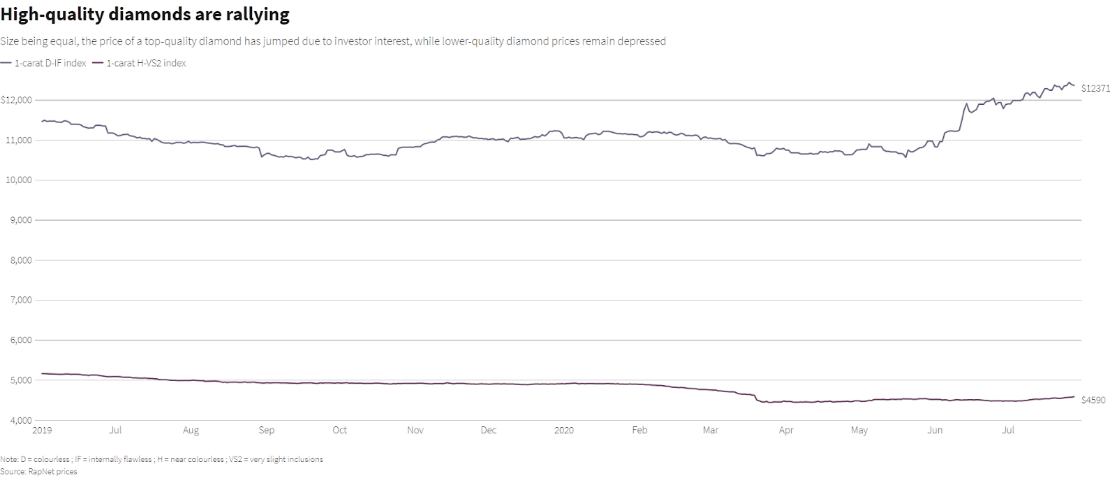 High-quality diamonds are rallying
Size being equal, the price of a top-quality diamond has jumped due to investor interest, while lower-quality diamond prices remain depressed
1-carat D-IF index 1-carat H-VS2 index
$12371
$12,000
11,000
10,000
9,000
8,000
7,000
6,000
5,000
$4590
4,000
2019 Jul Aug Sep Oct Nov Dec 2020 Feb Mar Apr May Jun Jul
Note: D = colourless ; IF = internally flawless ; H = near colourless ; VS2 = very slight inclusions
Source: RapNet prices